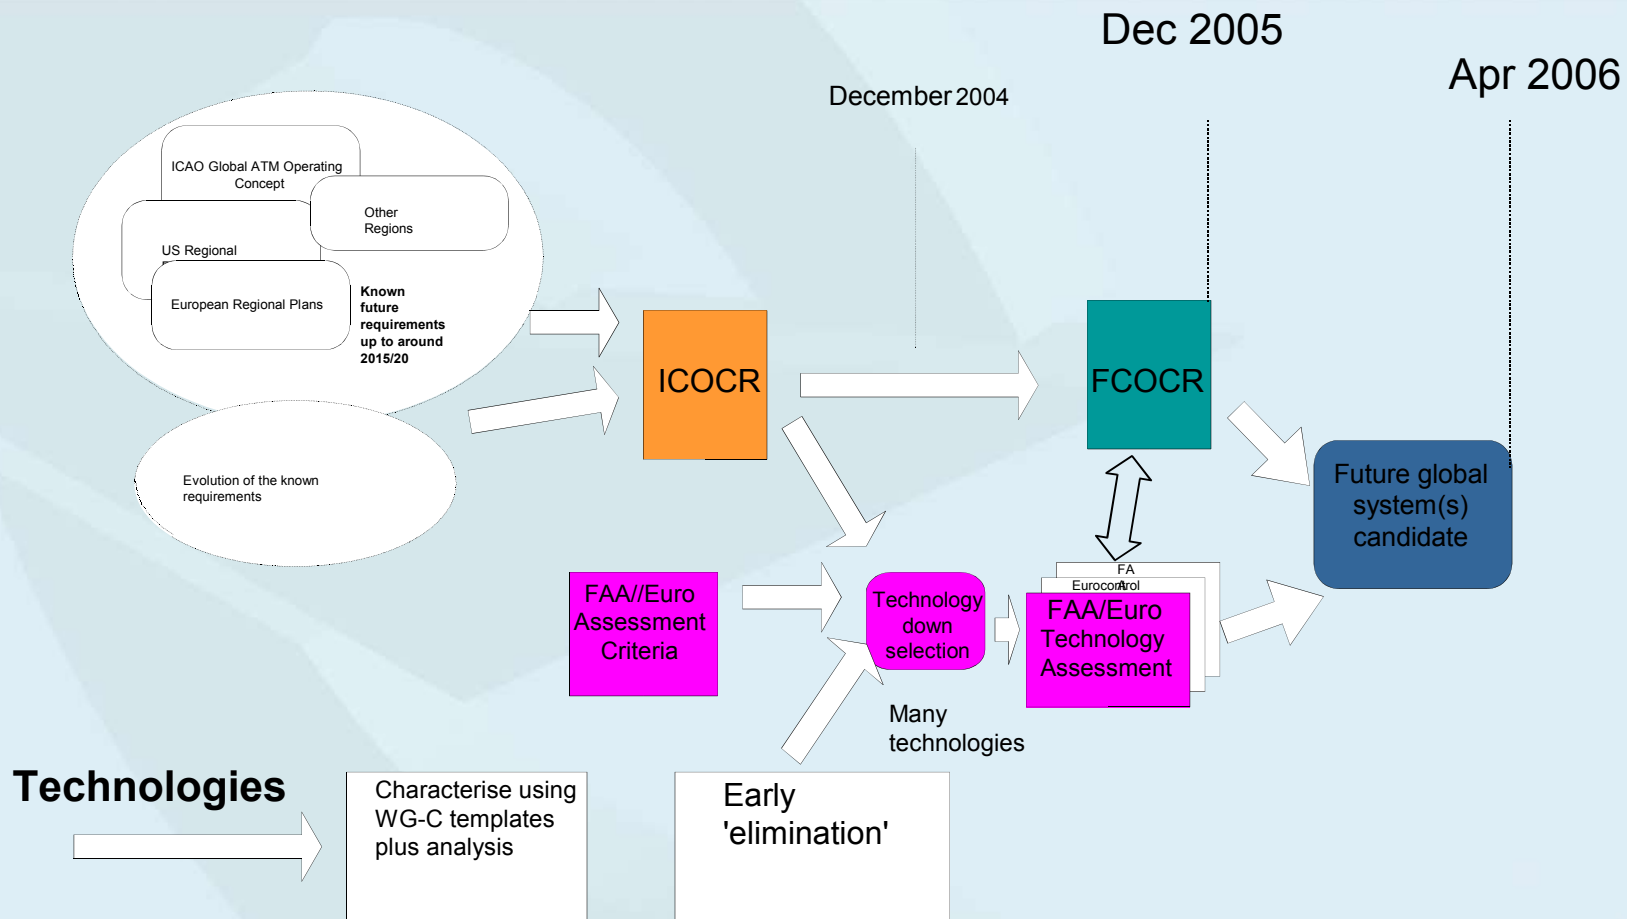 Dec 2005
Apr 2006
December 2004
ICAO Global ATM Operating
Concept
Other
Regions
US Regional
European Regional Plans
Known
future
requirements
up to around
2015/20
ICOCR
FCOCR
Evolution of the known
requirements
Future global
system(s)
candidate
FAA//Euro
Assessment
Criteria
Technology
down
selection
FA
A
Eurocontrol
FAA/Euro
Technology
Assessment
Many
technologies
Technologies
Characterise using
WG-C templates
plus analysis
Early
'elimination'